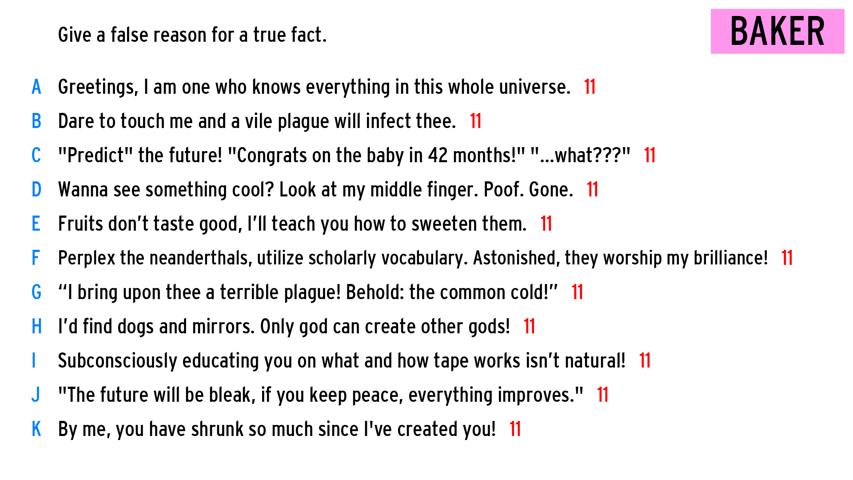 Give a false reason for a true fact.
BAKER
A Greetings, I am one who knows everything in this whole universe. 11
B Dare to touch me and a vile plague will infect thee. 11
C "Predict" the future! "Congrats on the baby in 42 months!" "...what???" 11
D Wanna see something cool? Look at my middle finger. Poof. Gone. 11
E Fruits don’t taste good, I’ll teach you how to sweeten them. 11
F Perplex the neanderthals, utilize scholarly vocabulary. Astonished, they worship my brilliance! 11
G “I bring upon thee a terrible plague! Behold: the common cold!” 11
H I’d find dogs and mirrors. Only god can create other gods! 11
I Subconsciously educating you on what and how tape works isn’t natural! 11
J "The future will be bleak, if you keep peace, everything improves." 11
K By me, you have shrunk so much since I've created you! 11